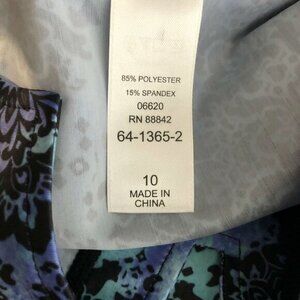 85% POLYESTER
15% SPANDEX
06620
RN 88842
64-1365-2
10
MADE IN
CHINA